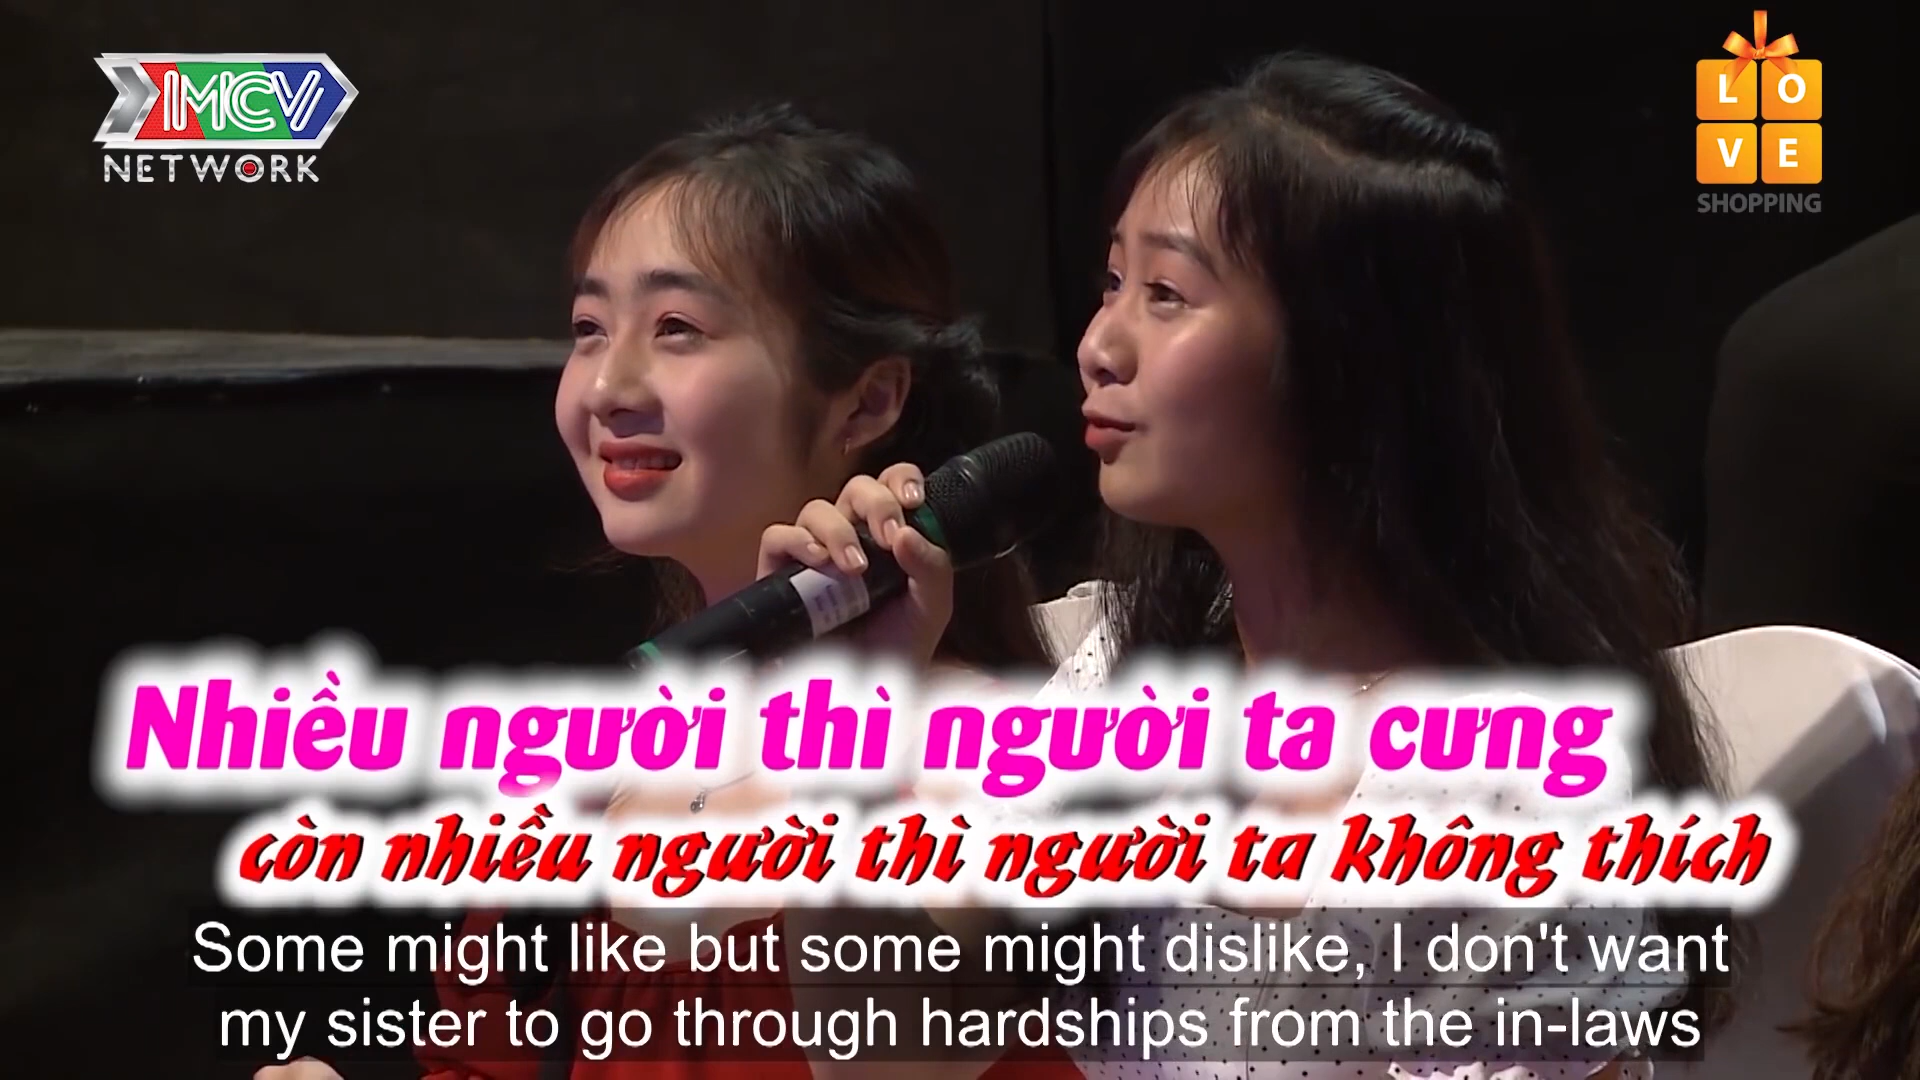 MCV
NETWORK
L O
V E
SHOPPING
Nhiều người thì người ta cưng
còn nhiều người thì người ta không thích
Some might like but some might dislike, I don't want
my sister to go through hardships from the in-laws